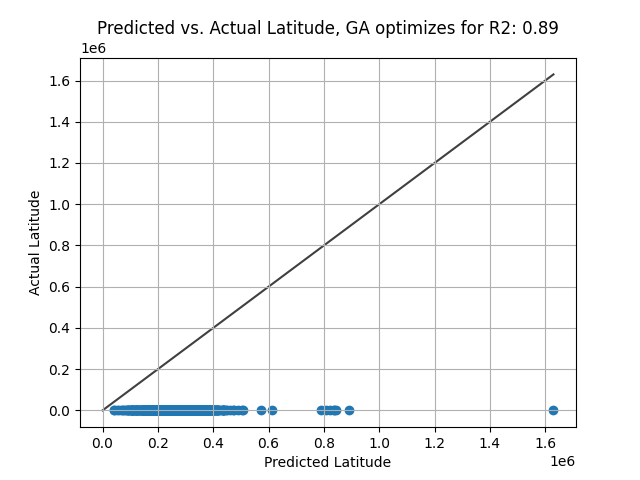 Predicted vs. Actual Latitude, GA optimizes for R2: 0.89
1e6
1.6
1.4
1.2
1.0
0.8
0.6
0.4
0.2
0.0
Actual Latitude
0.0 0.2 0.4 0.6 0.8 1.0 1.2 1.4 1.6
Predicted Latitude
1e6